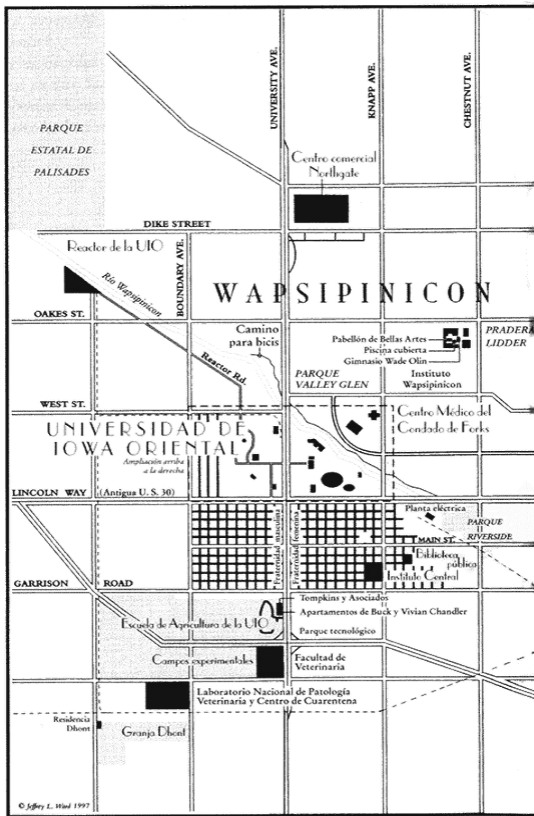 UNIVERSITY AVE.
KNAPP AVE.
CHESTNUT AVE.
PARQUE
ESTATAL DE
PALISADES
Centro comercial
Northgate
DIKE STREET
Reactor de la UIO
BOUNDARY AVE.
Río Wapsipinicon
WAPSIPINICON
OAKES ST.
Camino
para bicis
Pabellón de Bellas Artes
Piscina cubierta
Gimnasio Wade Olin
PRADERA
LIDDER
Reactor Rd.
PARQUE
VALLEY GLEN
Instituto
Wapsipinicon
WEST ST.
Centro Médico del
Condado de Forks
UNIVERSIDAD DE
IOWA ORIENTAL
Ampliación arriba
a la derecha
LINCOLN WAY (Antigua U. S. 30)
Planta eléctrica
PARQUE
RIVERSIDE
Fraternidad masculina
Fraternidad femenina
MAIN ST.
Biblioteca
pública
Instituto Central
GARRISON ROAD
Tompkins y Asociados
Apartamentos de Buck y Vivian Chandler
Escuela de Agricultura de la UIO
Parque tecnológico
Campos experimentales
Facultad de
Veterinaria
Laboratorio Nacional de Patología
Veterinaria y Centro de Cuarentena
Residencia
Dhont
Granja Dhont
© Jeffrey L. Ward 1997